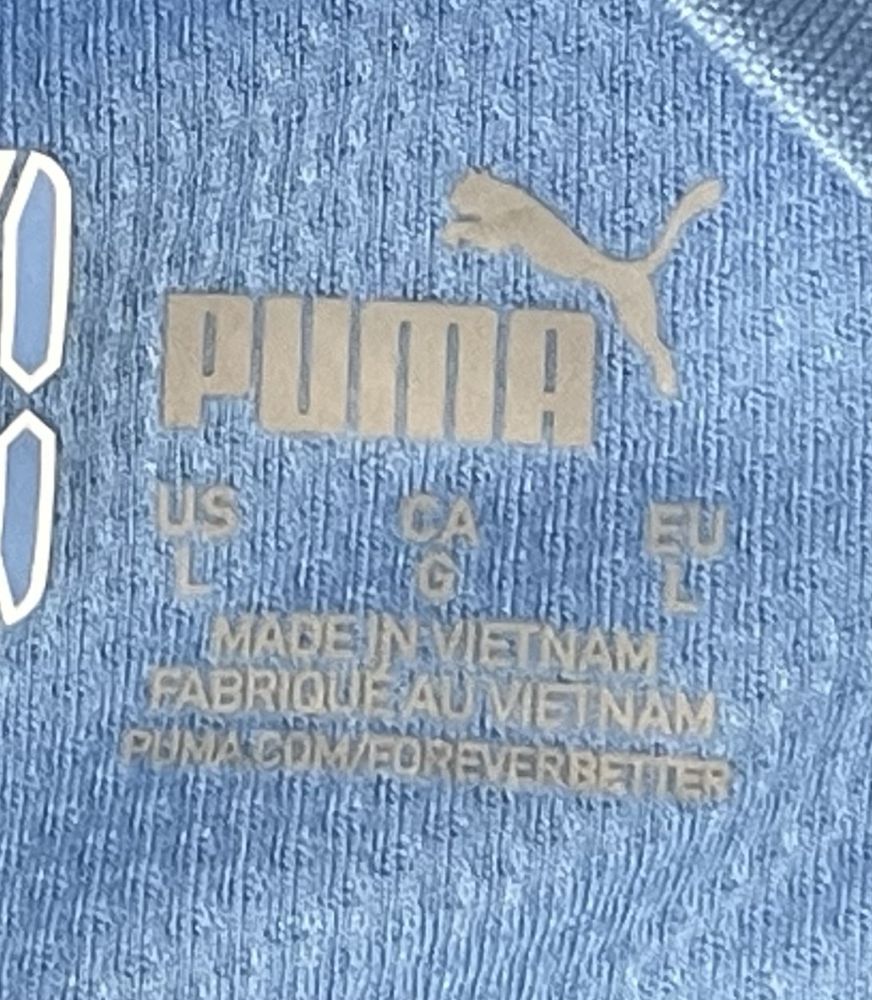 PUMA
US CA EU
L G L
MADE IN VIETNAM
FABRIQUÉ AU VIETNAM
PUMA.COM/FOREVERBETTER